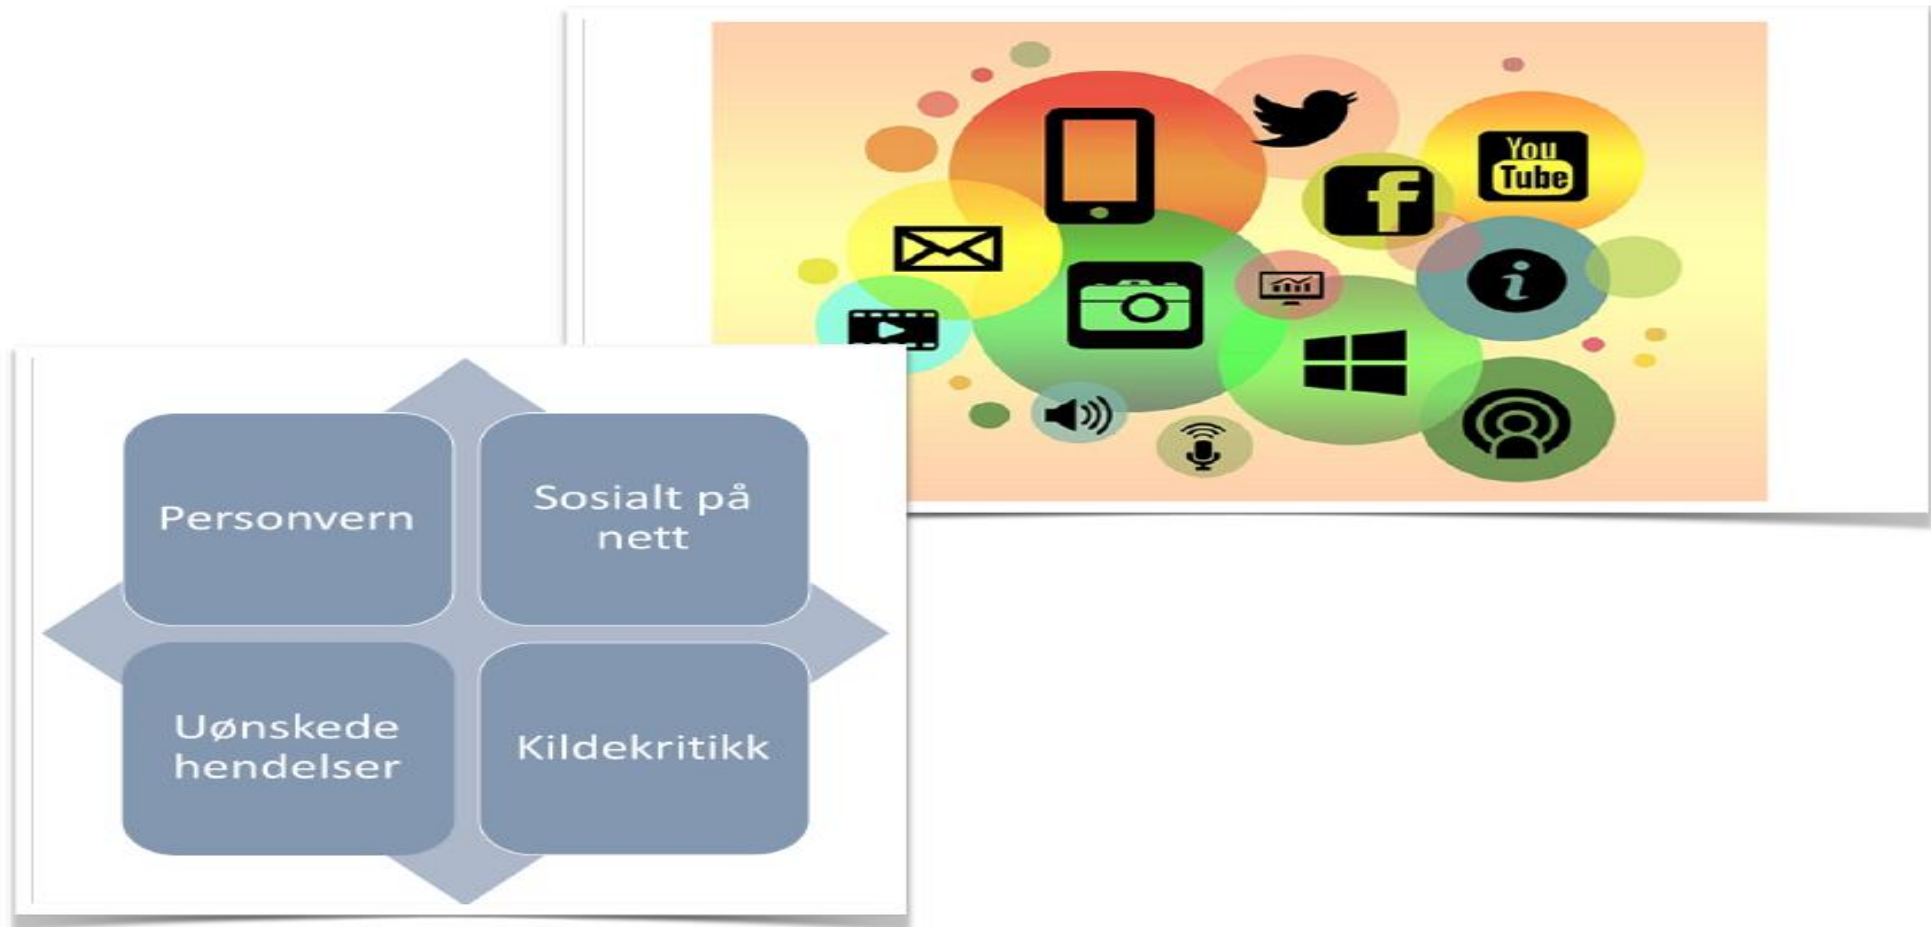 You
Tube
f
i
Personvern
Sosialt på
nett
Uønskede
hendelser
Kildekritikk